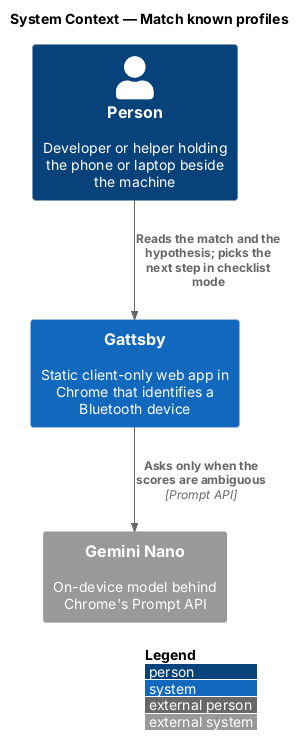 System Context — Match known profiles
Person
Developer or helper holding
the phone or laptop beside
the machine
Reads the match and the
hypothesis; picks the
next step in checklist
mode
Gattsby
Static client-only web app in
Chrome that identifies a
Bluetooth device
Asks only when the
scores are ambiguous
[Prompt API]
Gemini Nano
On-device model behind
Chrome's Prompt API
Legend
person
system
external person
external system